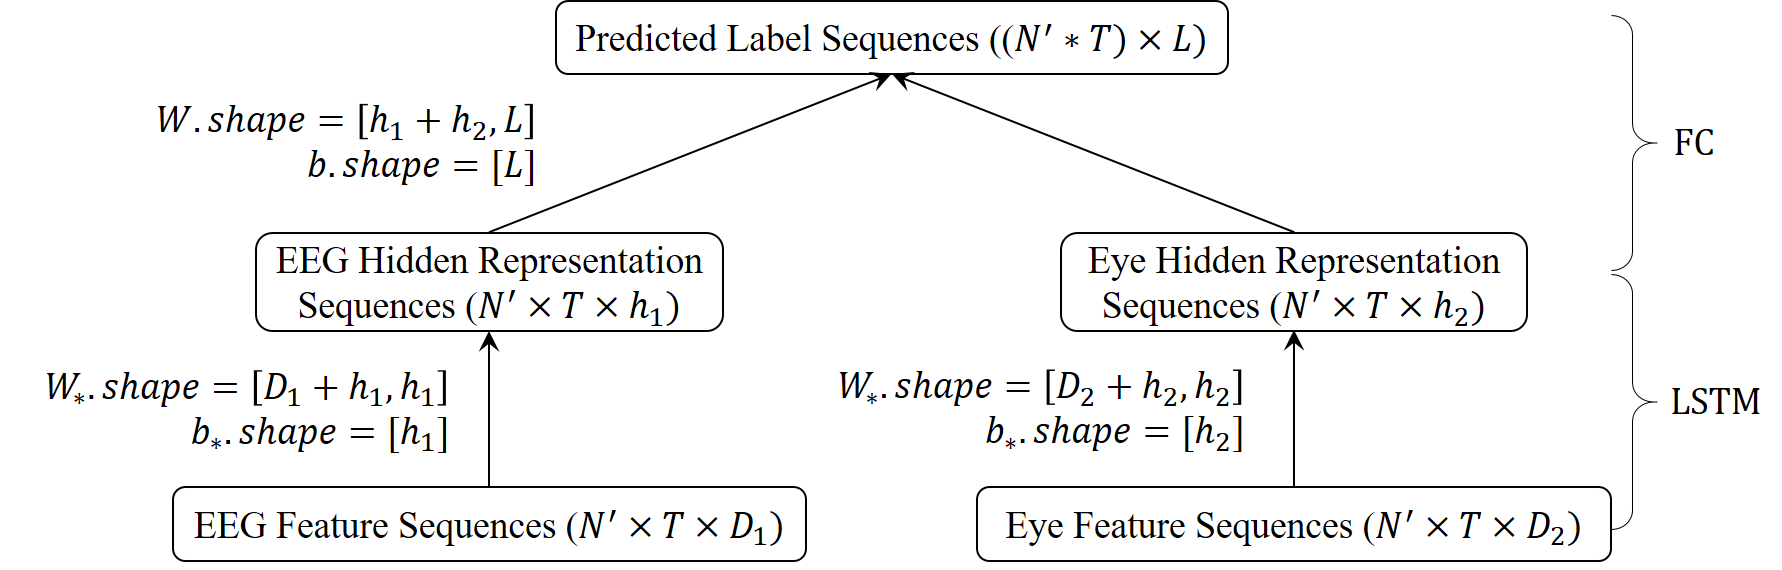 Predicted Label Sequences ((𝑁′ ∗ 𝑇) × 𝐿)
𝑊.𝑠ℎ𝑎𝑝𝑒 = [ℎ₁ + ℎ₂, 𝐿]
𝑏.𝑠ℎ𝑎𝑝𝑒 = [𝐿]
FC
EEG Hidden Representation
Sequences (𝑁′ × 𝑇 × ℎ₁)
Eye Hidden Representation
Sequences (𝑁′ × 𝑇 × ℎ₂)
𝑊∗.𝑠ℎ𝑎𝑝𝑒 = [𝐷₁ + ℎ₁, ℎ₁]
𝑏∗.𝑠ℎ𝑎𝑝𝑒 = [ℎ₁]
𝑊∗.𝑠ℎ𝑎𝑝𝑒 = [𝐷₂ + ℎ₂, ℎ₂]
𝑏∗.𝑠ℎ𝑎𝑝𝑒 = [ℎ₂]
LSTM
EEG Feature Sequences (𝑁′ × 𝑇 × 𝐷₁)
Eye Feature Sequences (𝑁′ × 𝑇 × 𝐷₂)